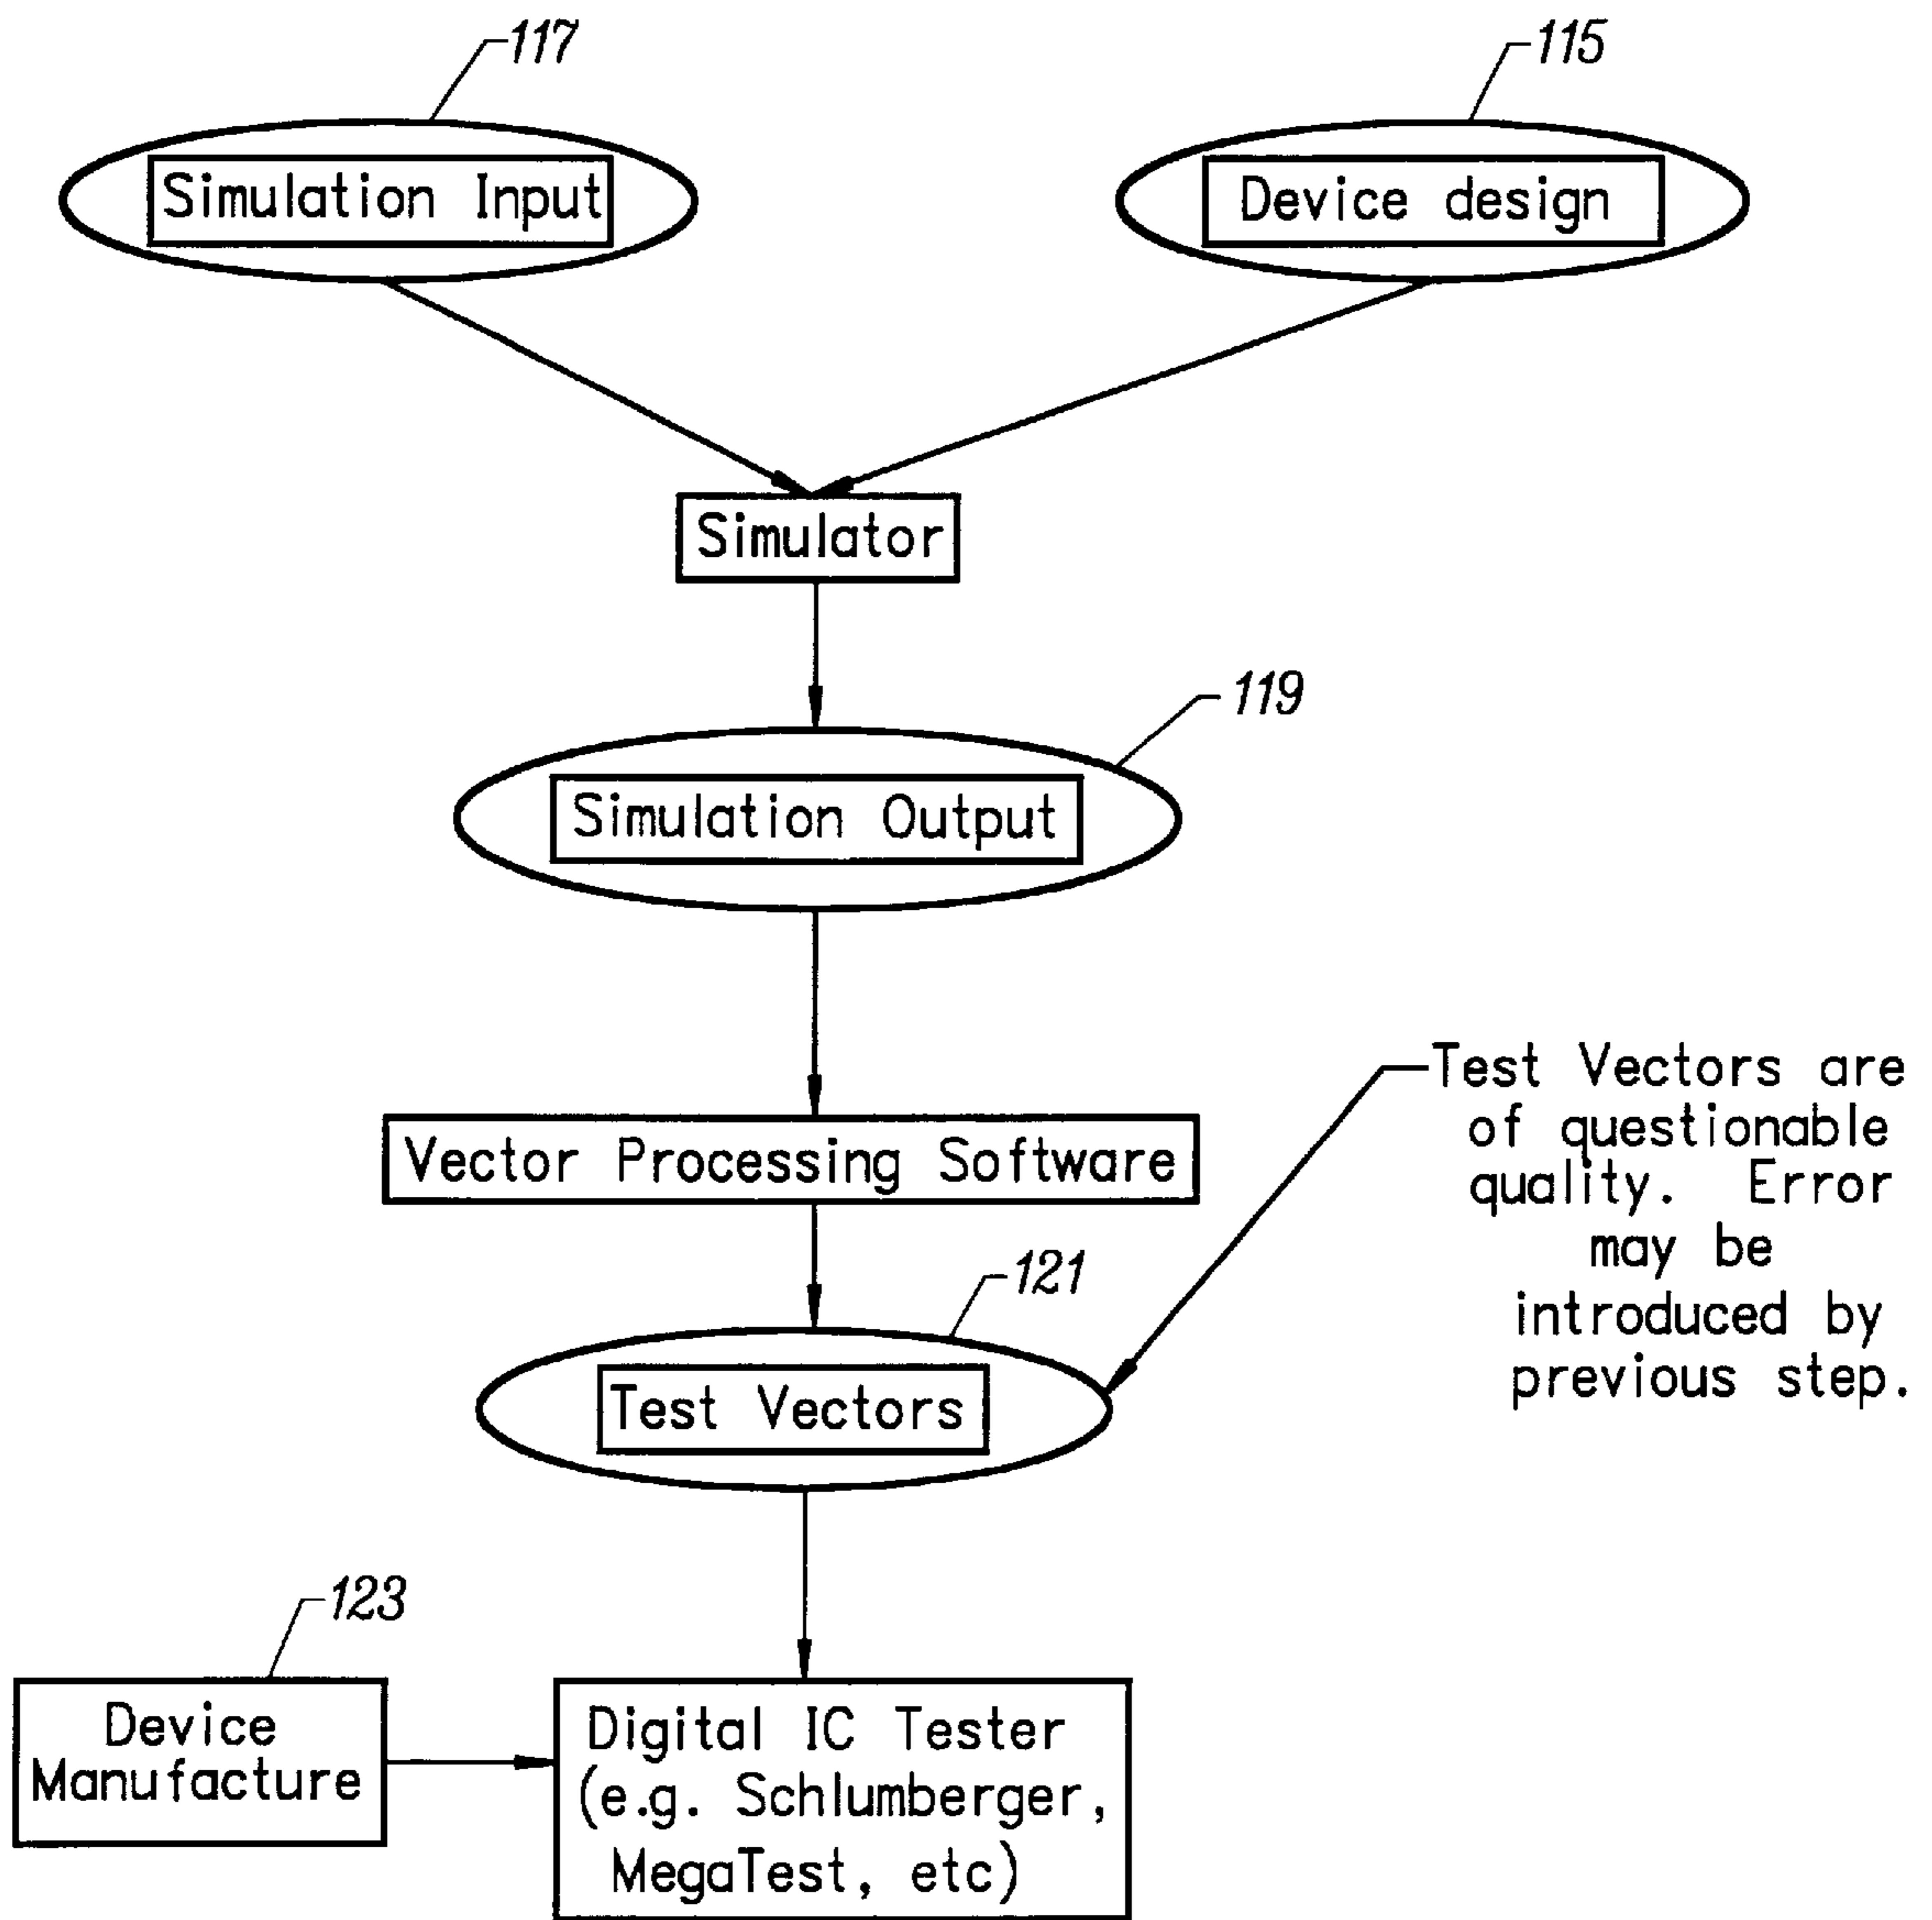 117
115
Simulation Input
Device design
Simulator
119
Simulation Output
Test Vectors are
of questionable
quality. Error
may be
introduced by
previous step.
Vector Processing Software
121
Test Vectors
123
Device
Manufacture
Digital IC Tester
(e.g. Schlumberger,
MegaTest, etc)